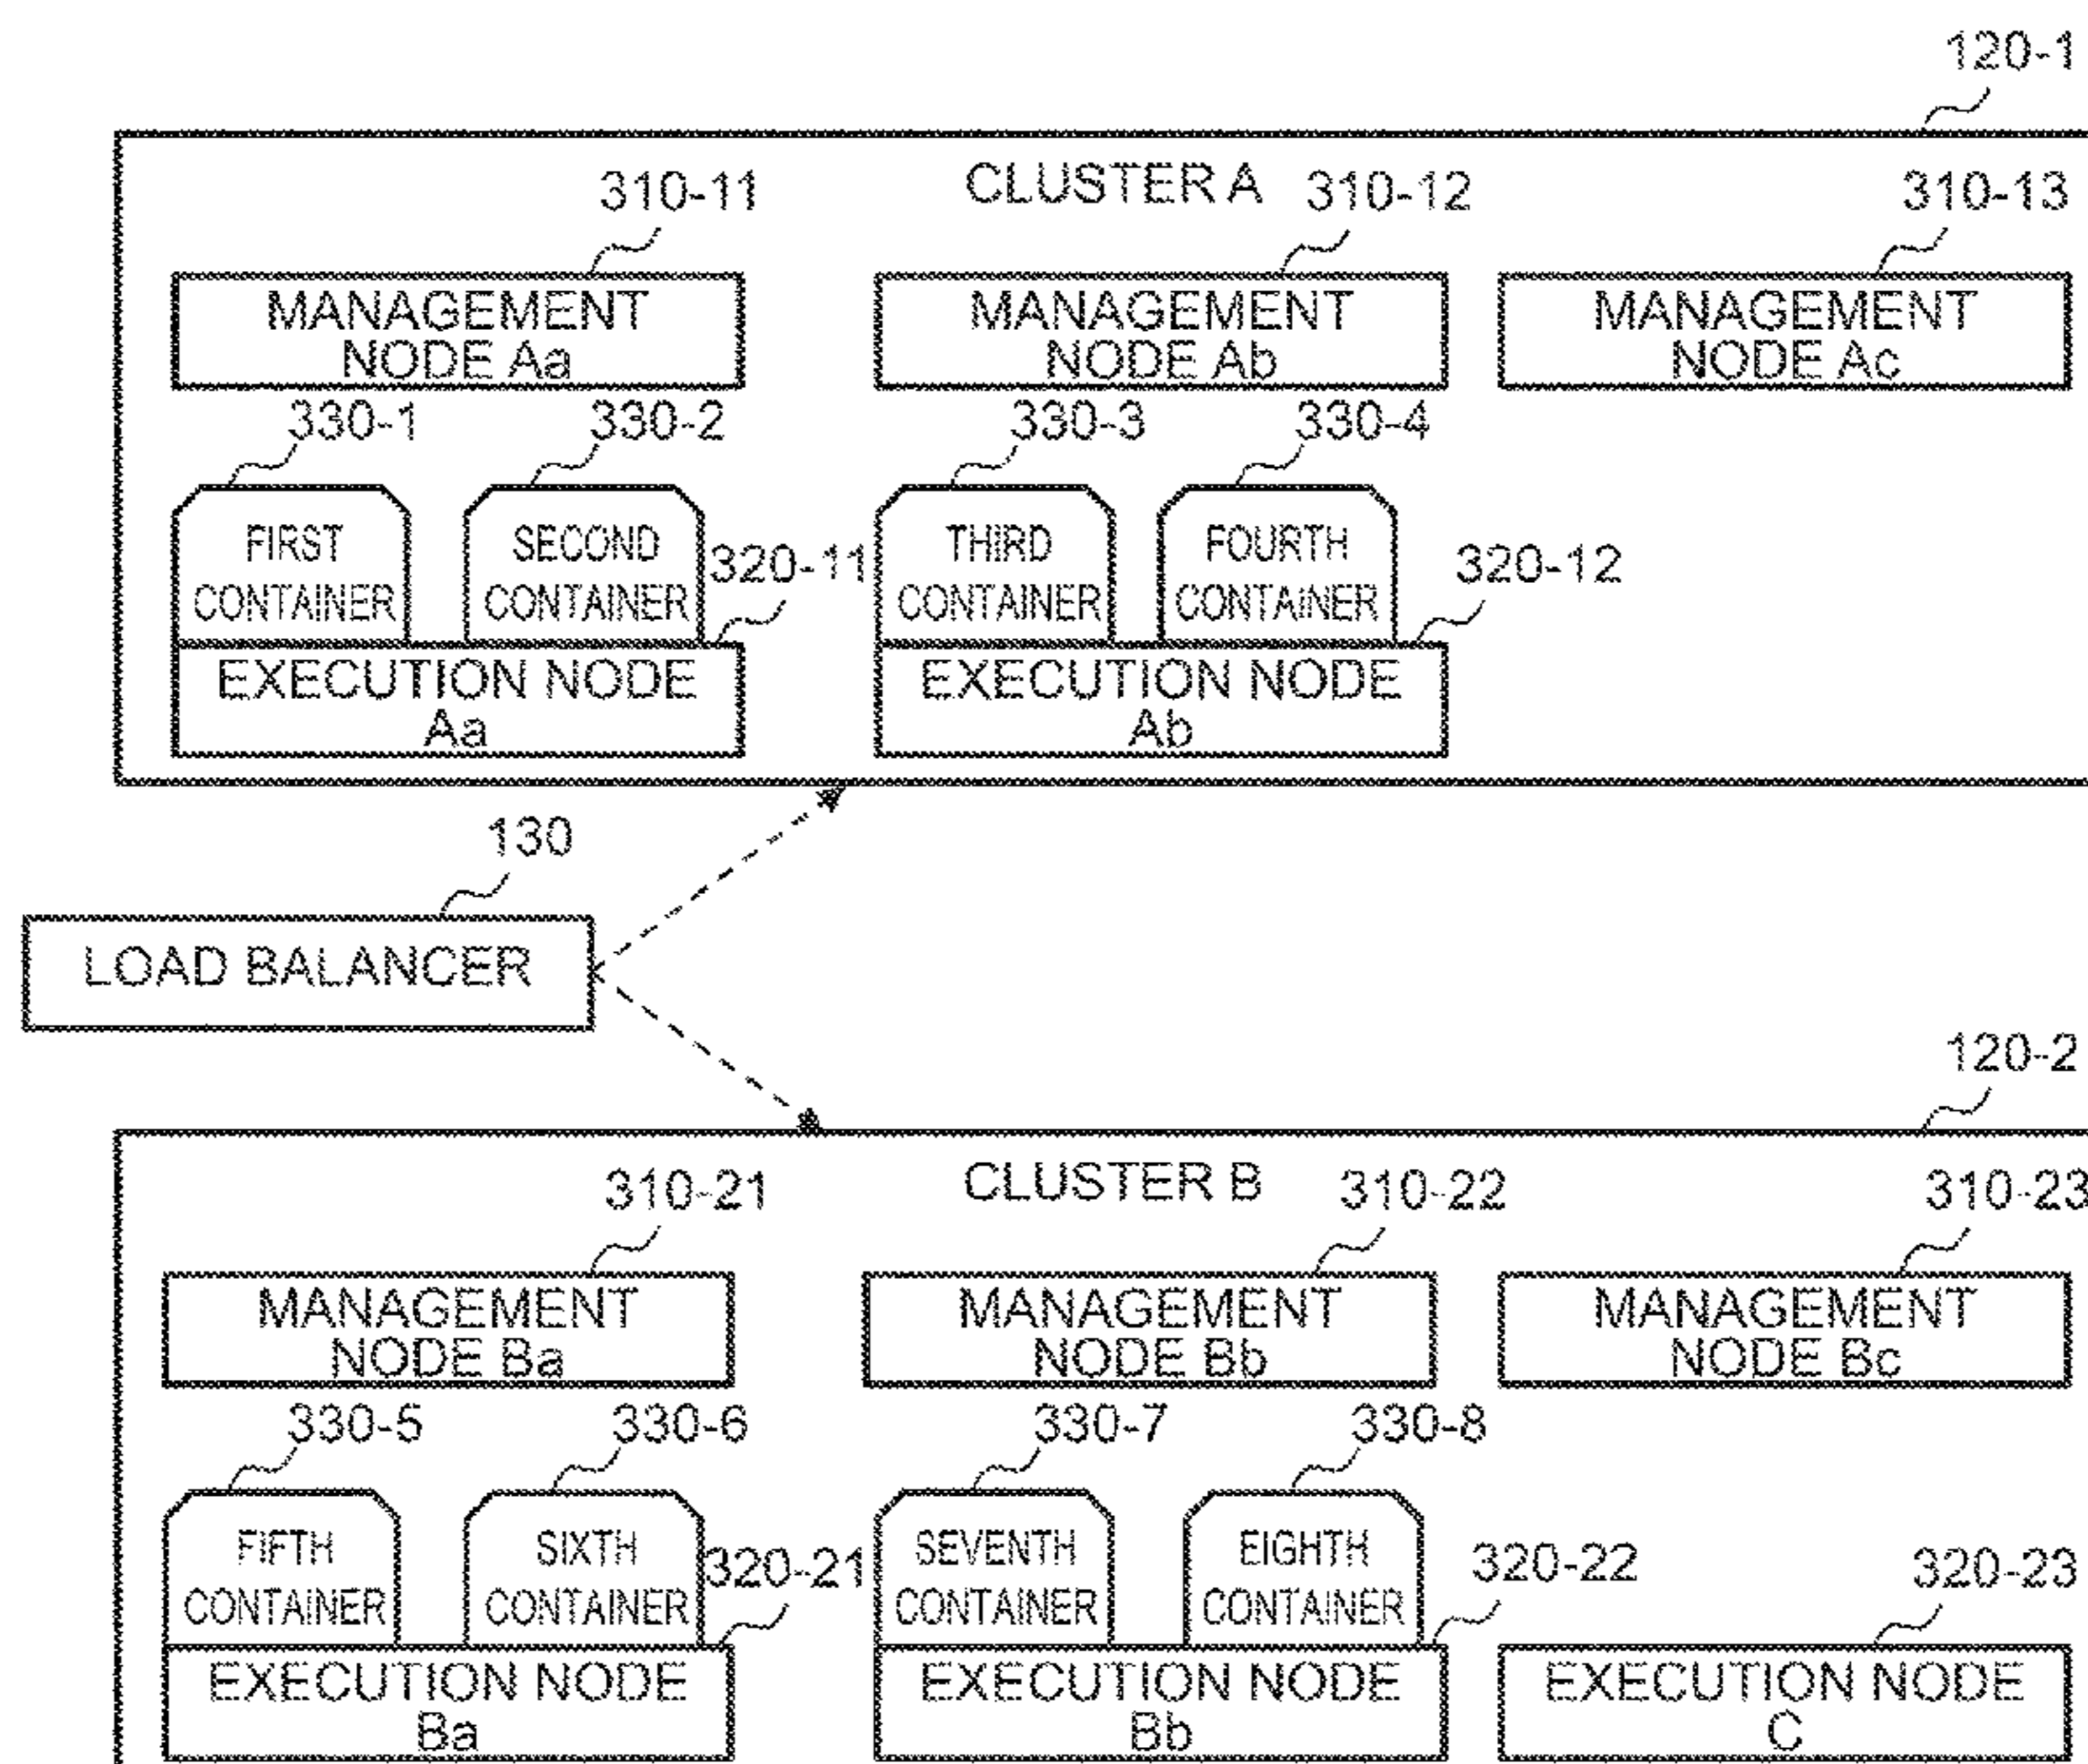 120-1
CLUSTER A
310-11
310-12
310-13
MANAGEMENT
NODE Aa
MANAGEMENT
NODE Ab
MANAGEMENT
NODE Ac
330-1
330-2
330-3
330-4
FIRST
CONTAINER
SECOND
CONTAINER
320-11
THIRD
CONTAINER
FOURTH
CONTAINER
320-12
EXECUTION NODE
Aa
EXECUTION NODE
Ab
130
LOAD BALANCER
120-2
CLUSTER B
310-21
310-22
310-23
MANAGEMENT
NODE Ba
MANAGEMENT
NODE Bb
MANAGEMENT
NODE Bc
330-5
330-6
330-7
330-8
FIFTH
CONTAINER
SIXTH
CONTAINER
320-21
SEVENTH
CONTAINER
EIGHTH
CONTAINER
320-22
320-23
EXECUTION NODE
Ba
EXECUTION NODE
Bb
EXECUTION NODE
C